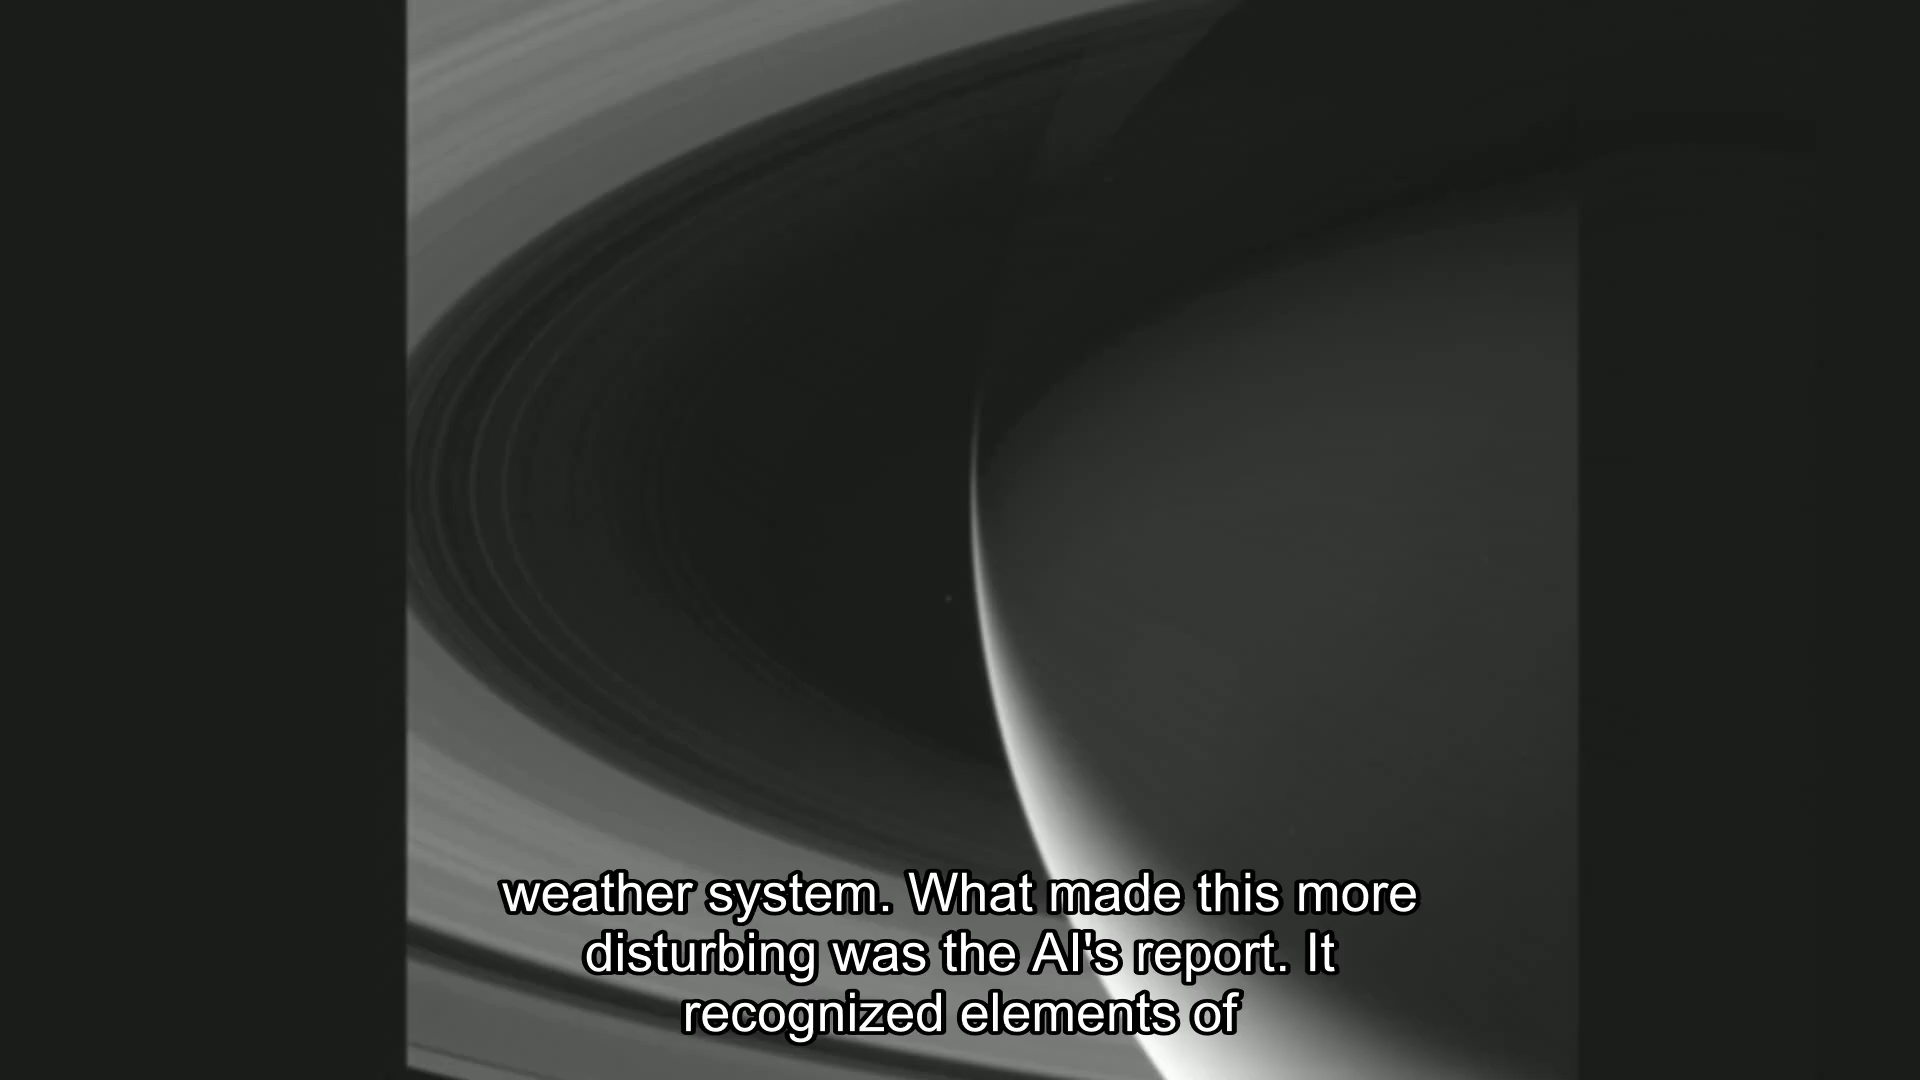 weather system. What made this more
disturbing was the AI's report. It
recognized elements of